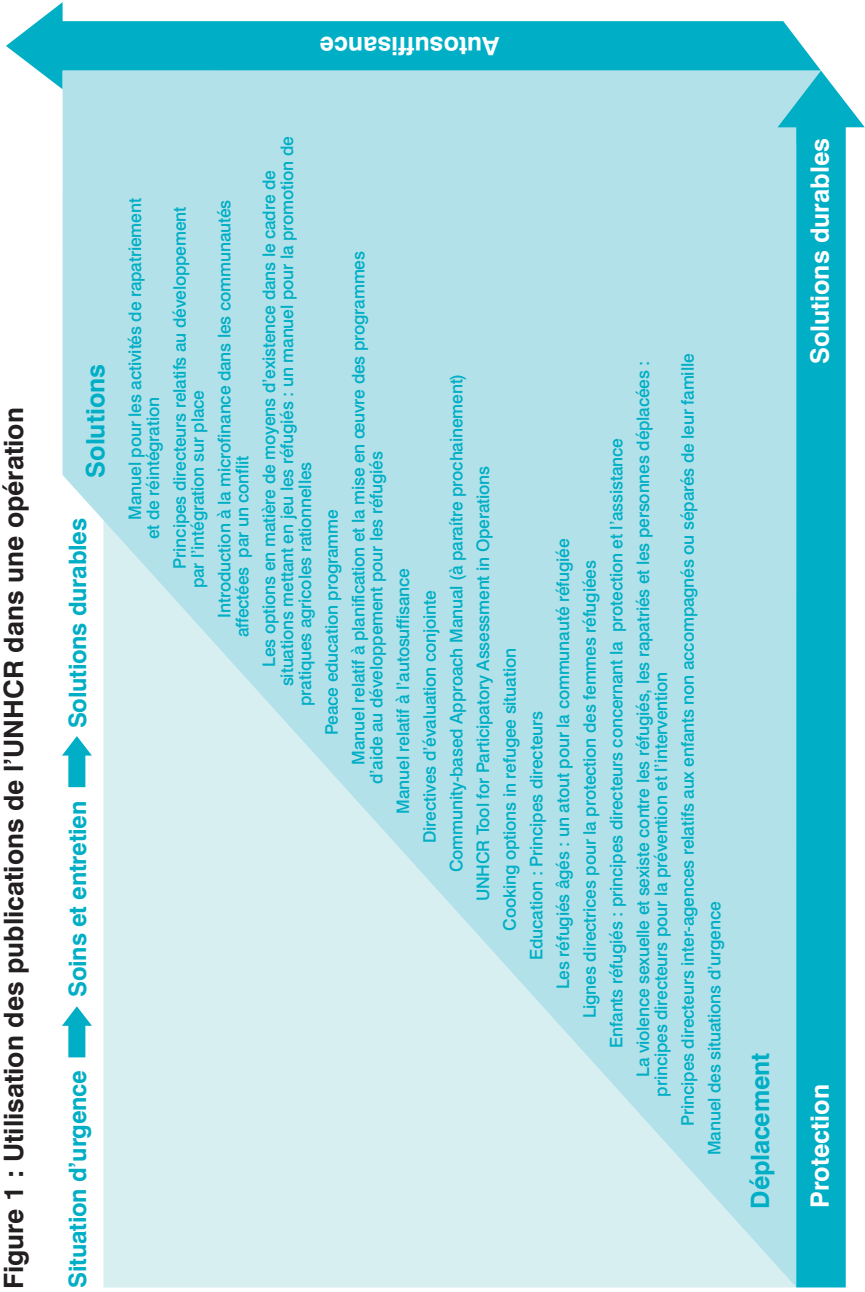 Figure 1 : Utilisation des publications de l'UNHCR dans une opération
Situation d'urgence
Soins et entretien
Solutions durables
Solutions
Manuel pour les activités de rapatriement
et de réintégration
Principes directeurs relatifs au développement
par l'intégration sur place
Introduction à la microfinance dans les communautés
affectées par un conflit
Les options en matière de moyens d'existence dans le cadre de
situations mettant en jeu les réfugiés : un manuel pour la promotion de
pratiques agricoles rationnelles
Peace education programme
Manuel relatif à planification et la mise en œuvre des programmes
d'aide au développement pour les réfugiés
Manuel relatif à l'autosuffisance
Directives d'évaluation conjointe
Community-based Approach Manual (à paraître prochainement)
UNHCR Tool for Participatory Assessment in Operations
Cooking options in refugee situation
Education : Principes directeurs
Les réfugiés âgés : un atout pour la communauté réfugiée
Lignes directrices pour la protection des femmes réfugiées
Enfants réfugiés : principes directeurs concernant la protection et l'assistance
La violence sexuelle et sexiste contre les réfugiés, les rapatriés et les personnes déplacées :
principes directeurs pour la prévention et l'intervention
Principes directeurs inter-agences relatifs aux enfants non accompagnés ou séparés de leur famille
Manuel des situations d'urgence
Déplacement
Protection
Solutions durables
Autosuffisance